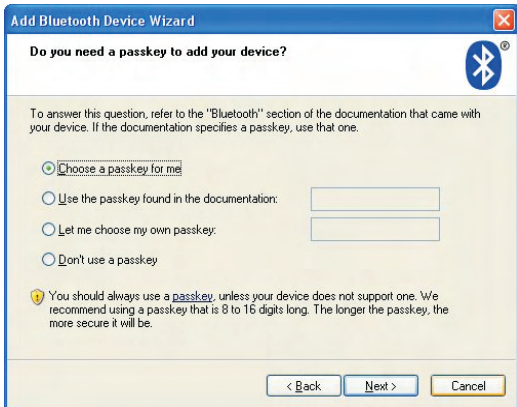 Add Bluetooth Device Wizard
Do you need a passkey to add your device?
®
To answer this question, refer to the "Bluetooth" section of the documentation that came with
your device. If the documentation specifies a passkey, use that one.
Choose a passkey for me
Use the passkey found in the documentation:
Let me choose my own passkey:
Don't use a passkey
You should always use a passkey, unless your device does not support one. We
recommend using a passkey that is 8 to 16 digits long. The longer the passkey, the
more secure it will be.
< Back Next > Cancel